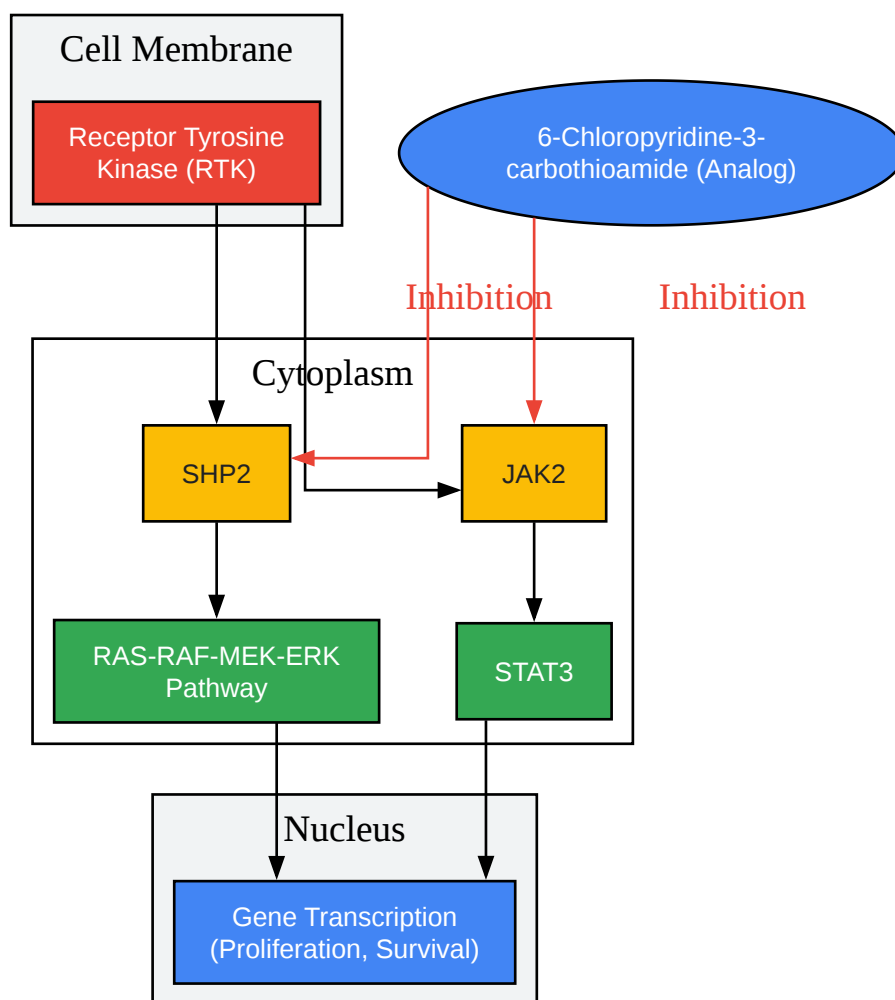 Cell Membrane
Receptor Tyrosine
Kinase (RTK)
6-Chloropyridine-3-
carbothioamide (Analog)
Inhibition
Inhibition
Cytoplasm
SHP2
JAK2
RAS-RAF-MEK-ERK
Pathway
STAT3
Nucleus
Gene Transcription
(Proliferation, Survival)